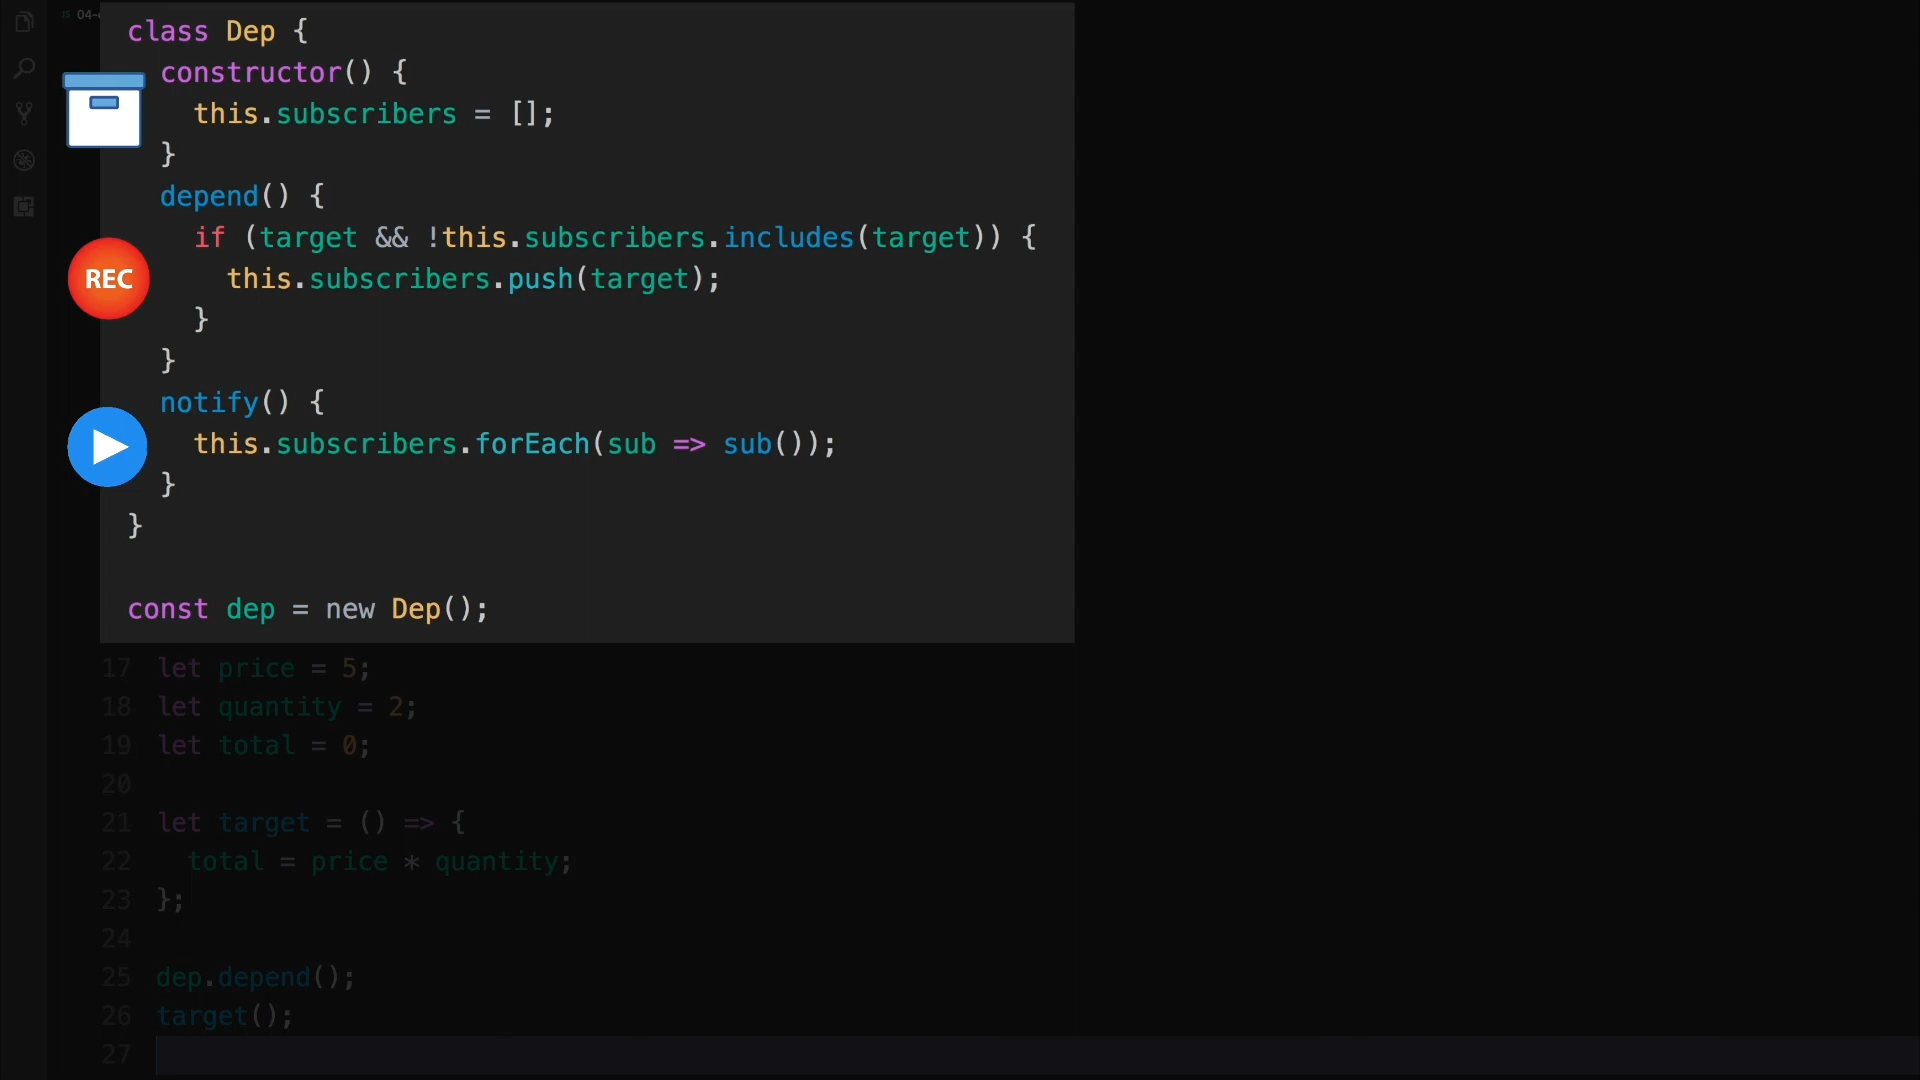 04-
class Dep {
constructor() {
this.subscribers = [];
}
depend() {
if (target && !this.subscribers.includes(target)) {
REC
this.subscribers.push(target);
}
}
notify() {
this.subscribers.forEach(sub => sub());
}
}
const dep = new Dep();
17 let price = 5;
18 let quantity = 2;
19 let total = 0;
20
21 let target = () => {
22 total = price * quantity;
23 };
24
25 dep.depend();
26 target();
27